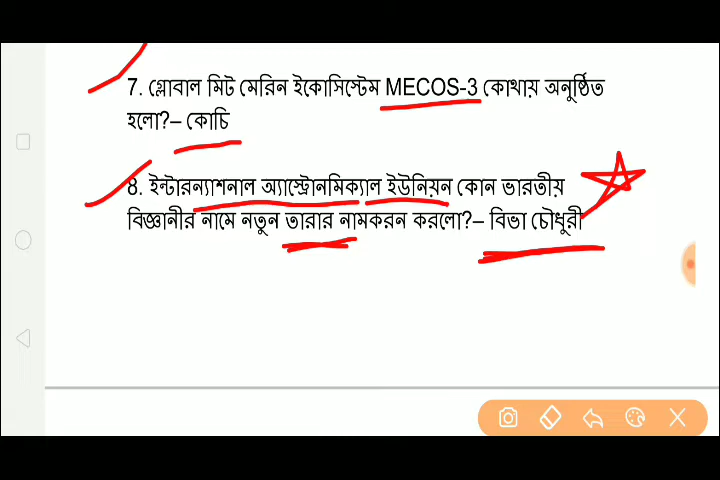 7. গ্লোবাল মিট মেরিন ইকোসিস্টেম MECOS-3 কোথায় অনুষ্ঠিত
হলো?– কোচি
8. ইন্টারন্যাশনাল অ্যাস্ট্রোনমিক্যাল ইউনিয়ন কোন ভারতীয়
বিজ্ঞানীর নামে নতুন তারার নামকরন করলো?– বিভা চৌধুরী